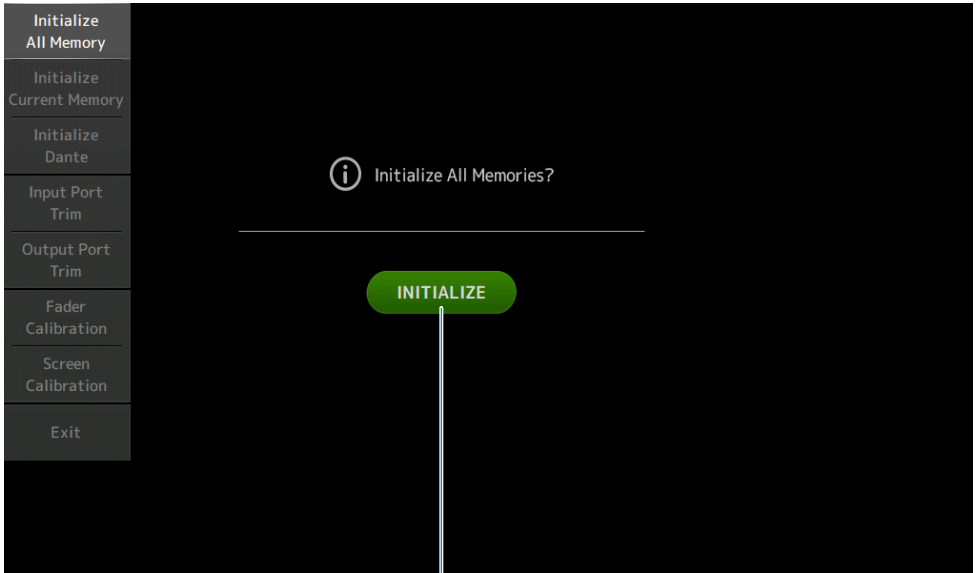 Initialize
All Memory
Initialize
Current Memory
Initialize
Dante
Input Port
Trim
Output Port
Trim
Fader
Calibration
Screen
Calibration
Exit
Initialize All Memories?
INITIALIZE